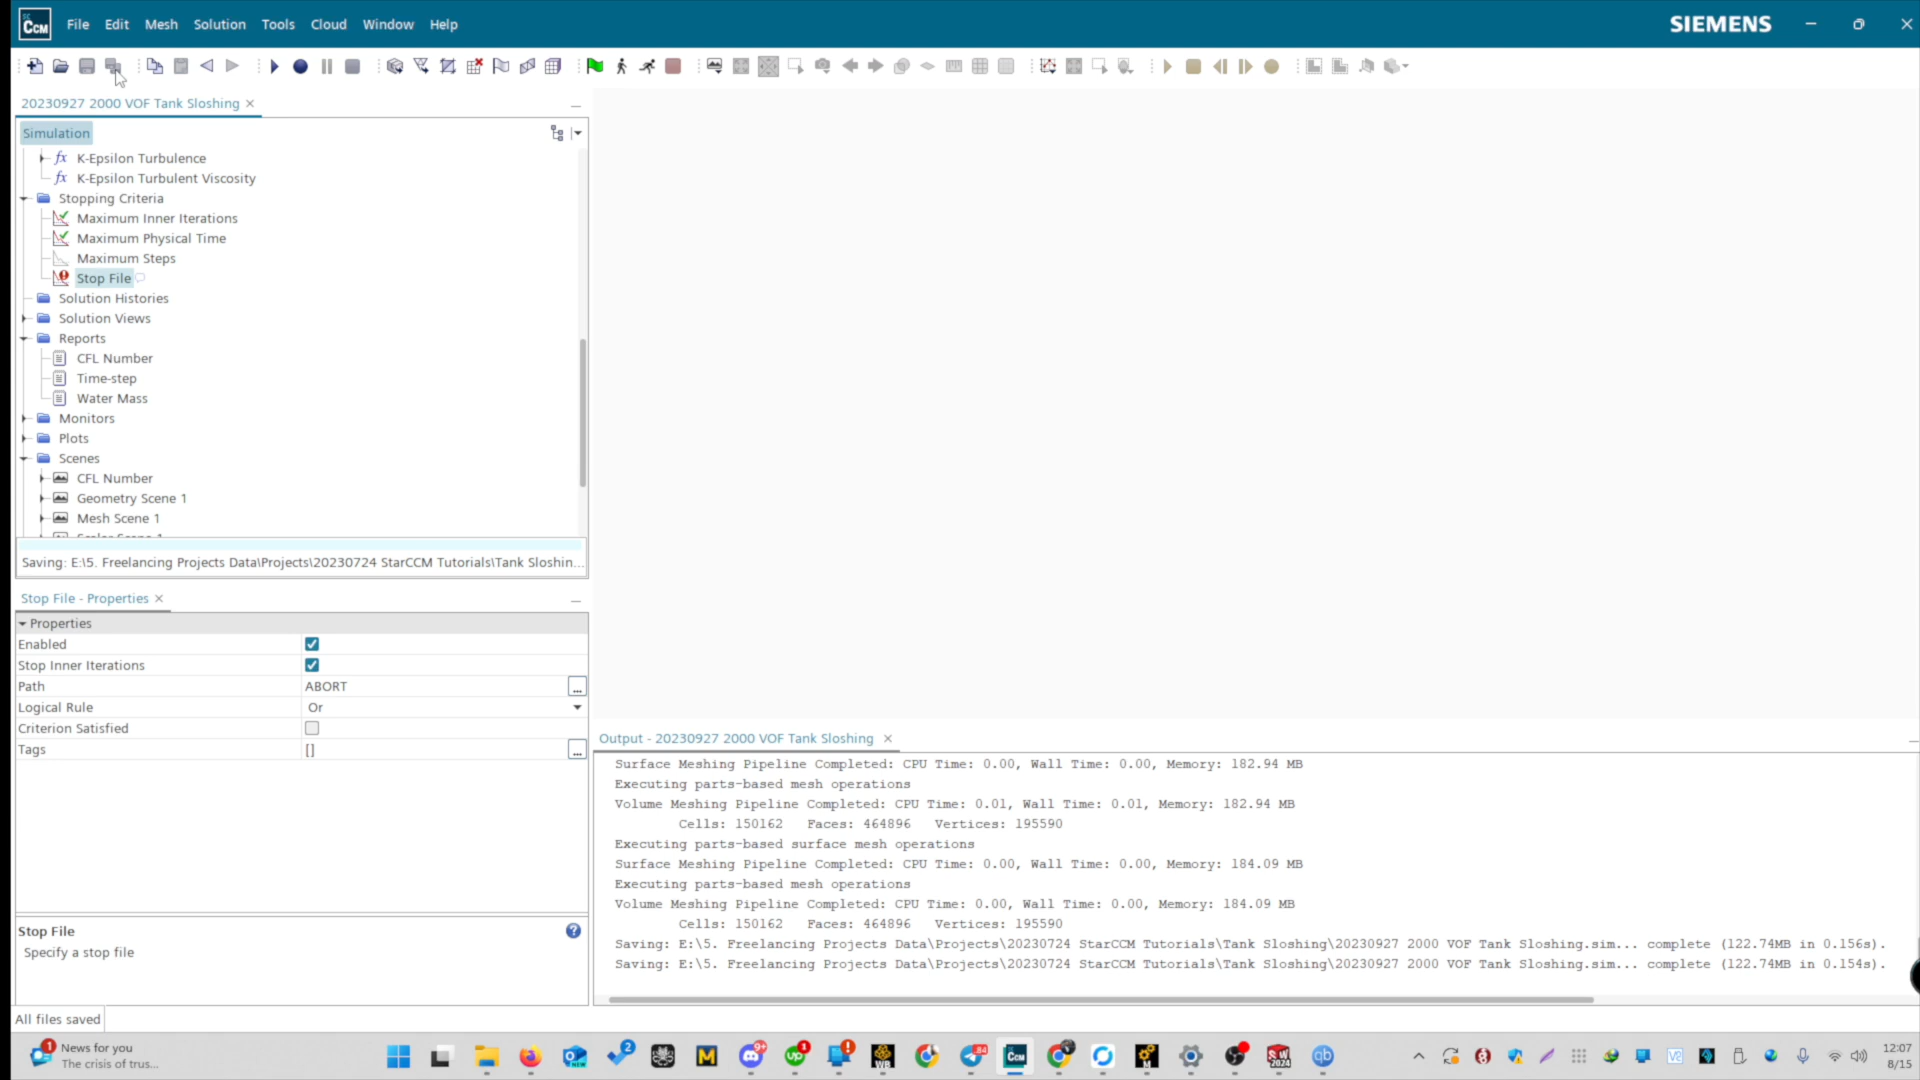 CCM File Edit Mesh Solution Tools Cloud Window Help SIEMENS
20230927 2000 VOF Tank Sloshing
Simulation
K-Epsilon Turbulence
K-Epsilon Turbulent Viscosity
Stopping Criteria
Maximum Inner Iterations
Maximum Physical Time
Maximum Steps
Stop File
Solution Histories
Solution Views
Reports
CFL Number
Time-step
Water Mass
Monitors
Plots
Scenes
CFL Number
Geometry Scene 1
Mesh Scene 1
Scalar Scene 1
Saving: E:\5. Freelancing Projects Data\Projects\20230724 StarCCM Tutorials\Tank Sloshin...
Stop File - Properties
Properties
Enabled
Stop Inner Iterations
Path ABORT ...
Logical Rule Or
Criterion Satisfied
Tags [] ...
Stop File
Specify a stop file
All files saved
Output - 20230927 2000 VOF Tank Sloshing
Surface Meshing Pipeline Completed: CPU Time: 0.00, Wall Time: 0.00, Memory: 182.94 MB
Executing parts-based mesh operations
Volume Meshing Pipeline Completed: CPU Time: 0.01, Wall Time: 0.01, Memory: 182.94 MB
Cells: 150162 Faces: 464896 Vertices: 195590
Executing parts-based surface mesh operations
Surface Meshing Pipeline Completed: CPU Time: 0.00, Wall Time: 0.00, Memory: 184.09 MB
Executing parts-based mesh operations
Volume Meshing Pipeline Completed: CPU Time: 0.00, Wall Time: 0.00, Memory: 184.09 MB
Cells: 150162 Faces: 464896 Vertices: 195590
Saving: E:\5. Freelancing Projects Data\Projects\20230724 StarCCM Tutorials\Tank Sloshing\20230927 2000 VOF Tank Sloshing.sim... complete (122.74MB in 0.156s).
Saving: E:\5. Freelancing Projects Data\Projects\20230724 StarCCM Tutorials\Tank Sloshing\20230927 2000 VOF Tank Sloshing.sim... complete (122.74MB in 0.154s).
News for you
The crisis of trus...
12:07
8/15